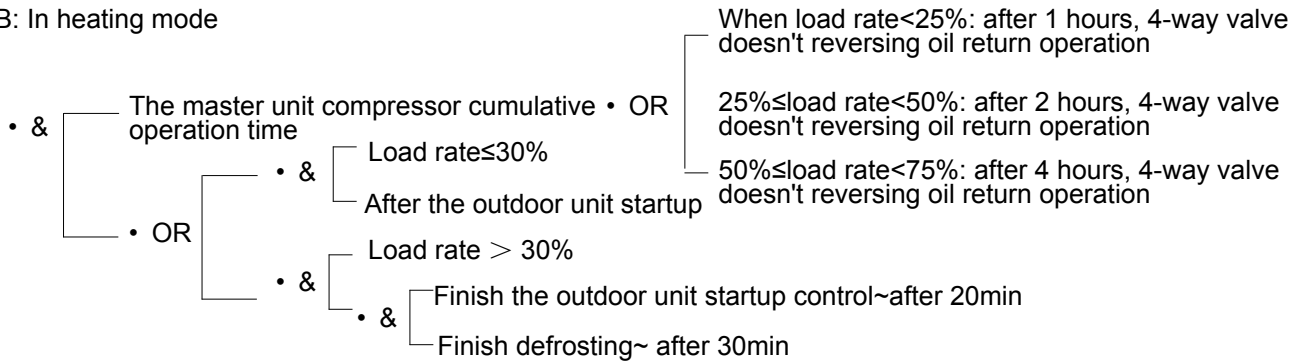 B: In heating mode
When load rate<25%: after 1 hours, 4-way valve
doesn't reversing oil return operation
• &
The master unit compressor cumulative • OR
operation time
25%≤load rate<50%: after 2 hours, 4-way valve
doesn't reversing oil return operation
50%≤load rate<75%: after 4 hours, 4-way valve
doesn't reversing oil return operation
• OR
• &
Load rate≤30%
After the outdoor unit startup
• &
Load rate > 30%
• &
Finish the outdoor unit startup control~after 20min
Finish defrosting~ after 30min